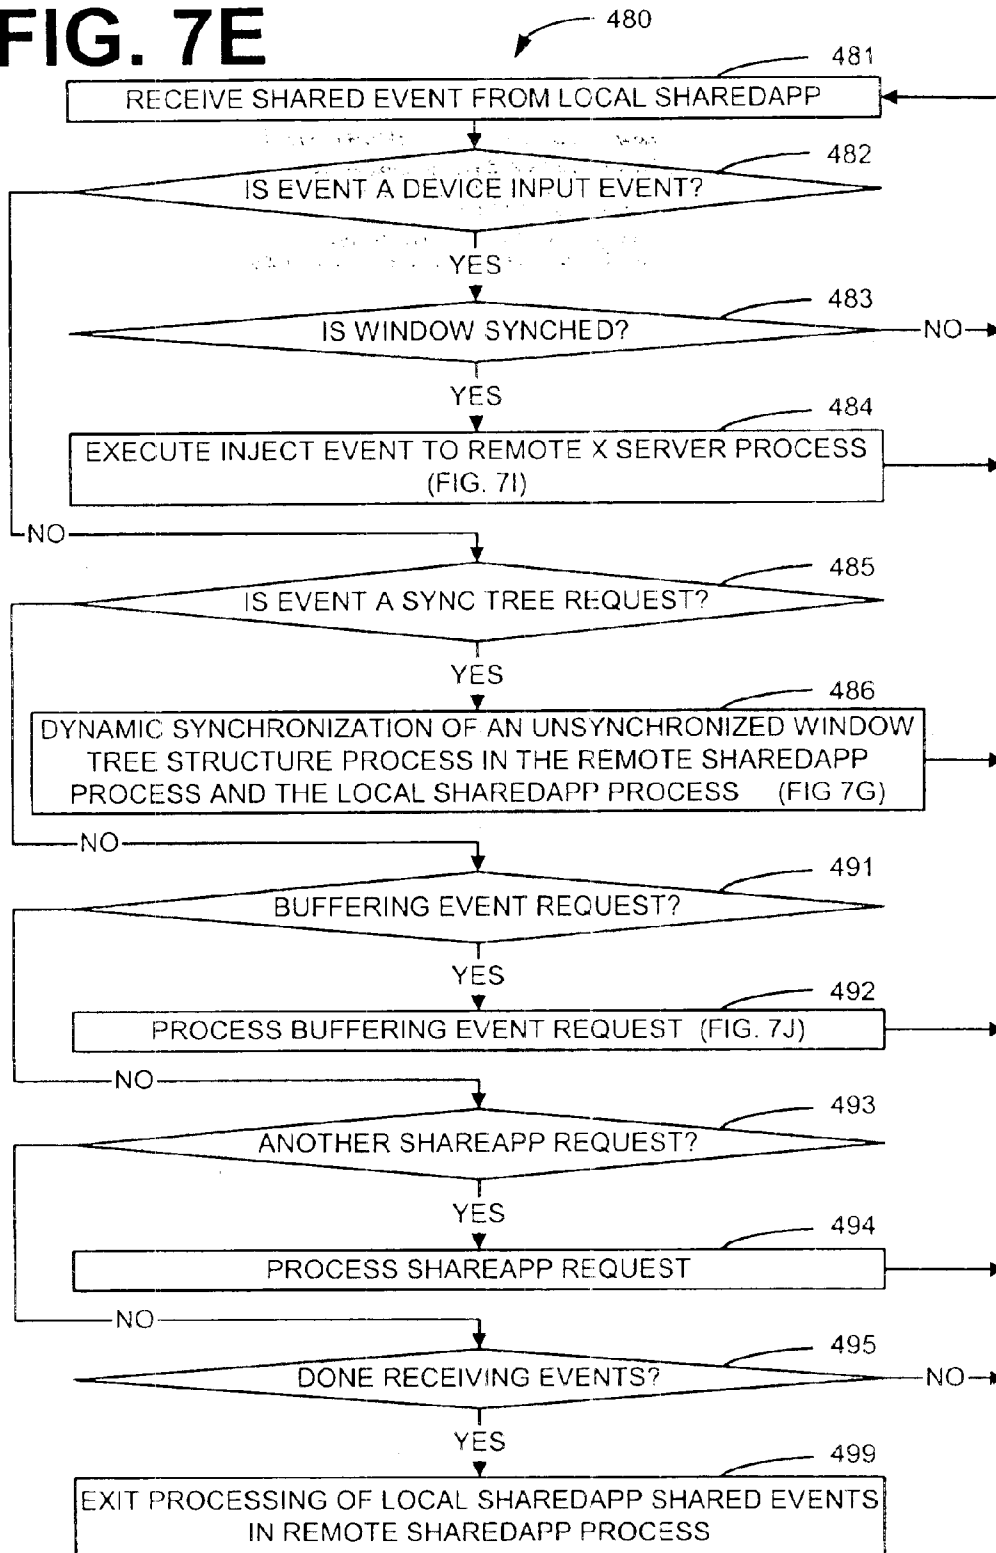 FIG. 7E
480
481
RECEIVE SHARED EVENT FROM LOCAL SHAREDAPP
482
IS EVENT A DEVICE INPUT EVENT?
YES
483
IS WINDOW SYNCHED?
NO
YES
484
EXECUTE INJECT EVENT TO REMOTE X SERVER PROCESS
(FIG. 7I)
NO
485
IS EVENT A SYNC TREE REQUEST?
YES
486
DYNAMIC SYNCHRONIZATION OF AN UNSYNCHRONIZED WINDOW
TREE STRUCTURE PROCESS IN THE REMOTE SHAREDAPP
PROCESS AND THE LOCAL SHAREDAPP PROCESS (FIG 7G)
NO
491
BUFFERING EVENT REQUEST?
YES
492
PROCESS BUFFERING EVENT REQUEST (FIG. 7J)
NO
493
ANOTHER SHAREAPP REQUEST?
YES
494
PROCESS SHAREAPP REQUEST
NO
495
DONE RECEIVING EVENTS?
NO
YES
499
EXIT PROCESSING OF LOCAL SHAREDAPP SHARED EVENTS
IN REMOTE SHAREDAPP PROCESS